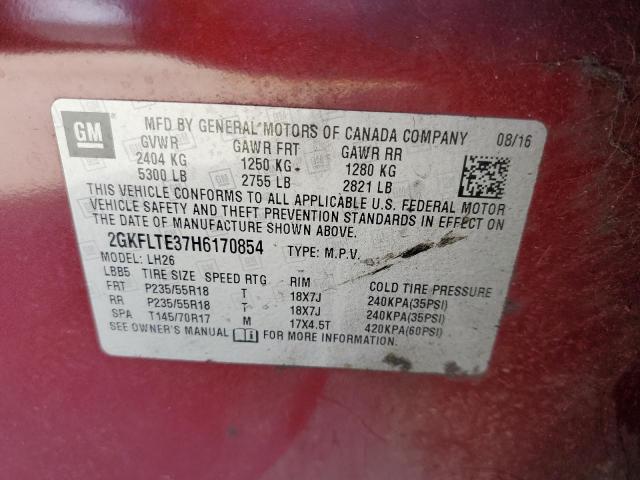 GM
MFD BY GENERAL MOTORS OF CANADA COMPANY 08/16
GVWR GAWR FRT GAWR RR
2404 KG 1250 KG 1280 KG
5300 LB 2755 LB 2821 LB
THIS VEHICLE CONFORMS TO ALL APPLICABLE U.S. FEDERAL MOTOR
VEHICLE SAFETY AND THEFT PREVENTION STANDARDS IN EFFECT ON
THE DATE OF MANUFACTURE SHOWN ABOVE.
2GKFLTE37H6170854 TYPE: M.P.V.
MODEL: LH26
LBB5 TIRE SIZE SPEED RTG RIM COLD TIRE PRESSURE
FRT P235/55R18 T 18X7J 240KPA(35PSI)
RR P235/55R18 T 18X7J 240KPA(35PSI)
SPA T145/70R17 M 17X4.5T 420KPA(60PSI)
SEE OWNER'S MANUAL FOR MORE INFORMATION.